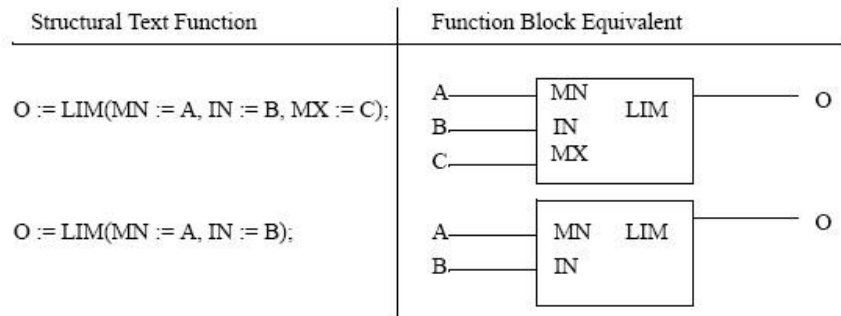 Structural Text Function
Function Block Equivalent
O := LIM(MN := A, IN := B, MX := C);
A
MN
LIM
O
B
IN
C
MX
O := LIM(MN := A, IN := B);
A
MN
LIM
O
B
IN